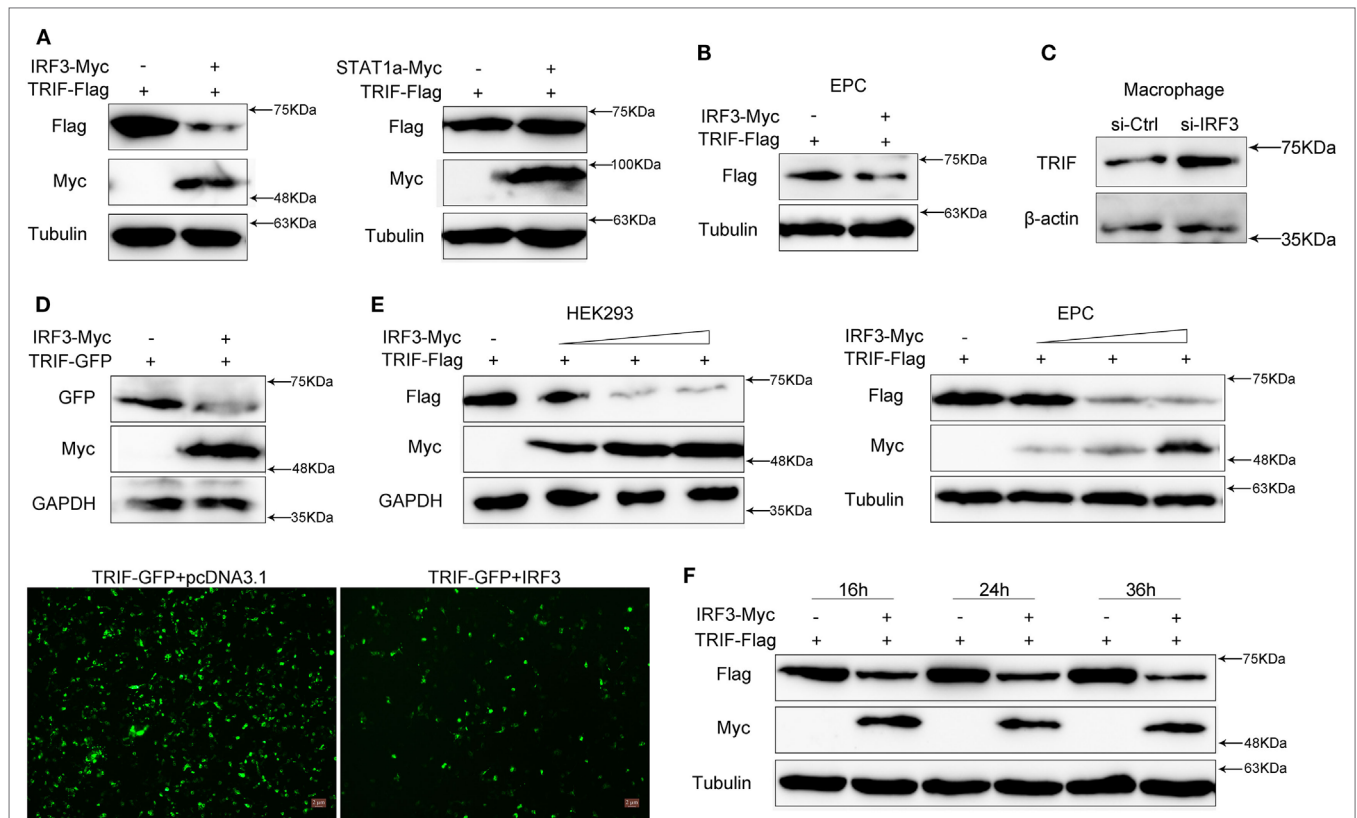 A
IRF3-Myc - +
TRIF-Flag + +
Flag
75KDa
Myc
48KDa
Tubulin
63KDa
STAT1a-Myc - +
TRIF-Flag + +
Flag
75KDa
Myc
100KDa
Tubulin
63KDa
B
EPC
IRF3-Myc - +
TRIF-Flag + +
Flag
75KDa
Tubulin
63KDa
C
Macrophage
si-Ctrl si-IRF3
TRIF
75KDa
β-actin
35KDa
D
IRF3-Myc - +
TRIF-GFP + +
GFP
75KDa
Myc
48KDa
GAPDH
35KDa
TRIF-GFP+pcDNA3.1
2 μm
TRIF-GFP+IRF3
2 μm
E
HEK293
IRF3-Myc -
TRIF-Flag + + + +
Flag
75KDa
Myc
48KDa
GAPDH
35KDa
EPC
IRF3-Myc -
TRIF-Flag + + + +
Flag
75KDa
Myc
48KDa
Tubulin
63KDa
F
16h 24h 36h
IRF3-Myc - + - + - +
TRIF-Flag + + + + + +
Flag
75KDa
Myc
48KDa
Tubulin
63KDa